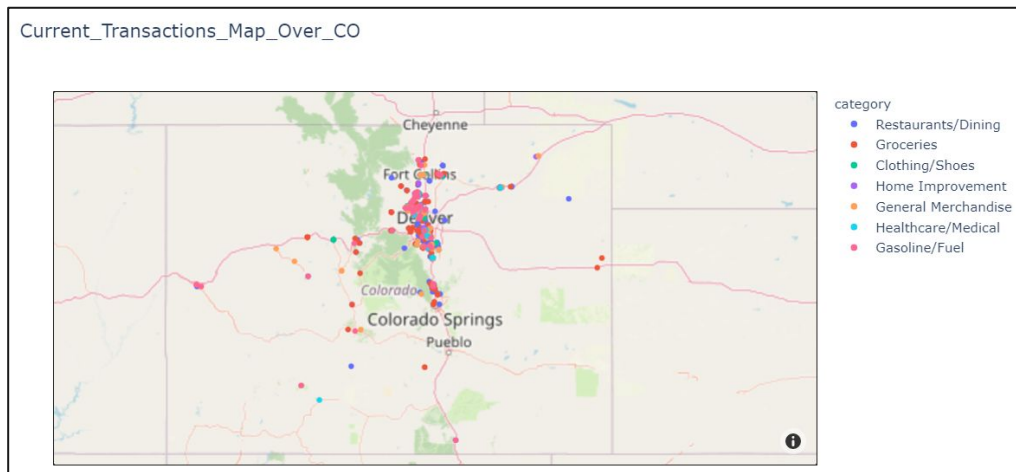 Current_Transactions_Map_Over_CO
category
Restaurants/Dining
Groceries
Clothing/Shoes
Home Improvement
General Merchandise
Healthcare/Medical
Gasoline/Fuel
Cheyenne
Fort Collins
Denver
Colorado
Colorado Springs
Pueblo